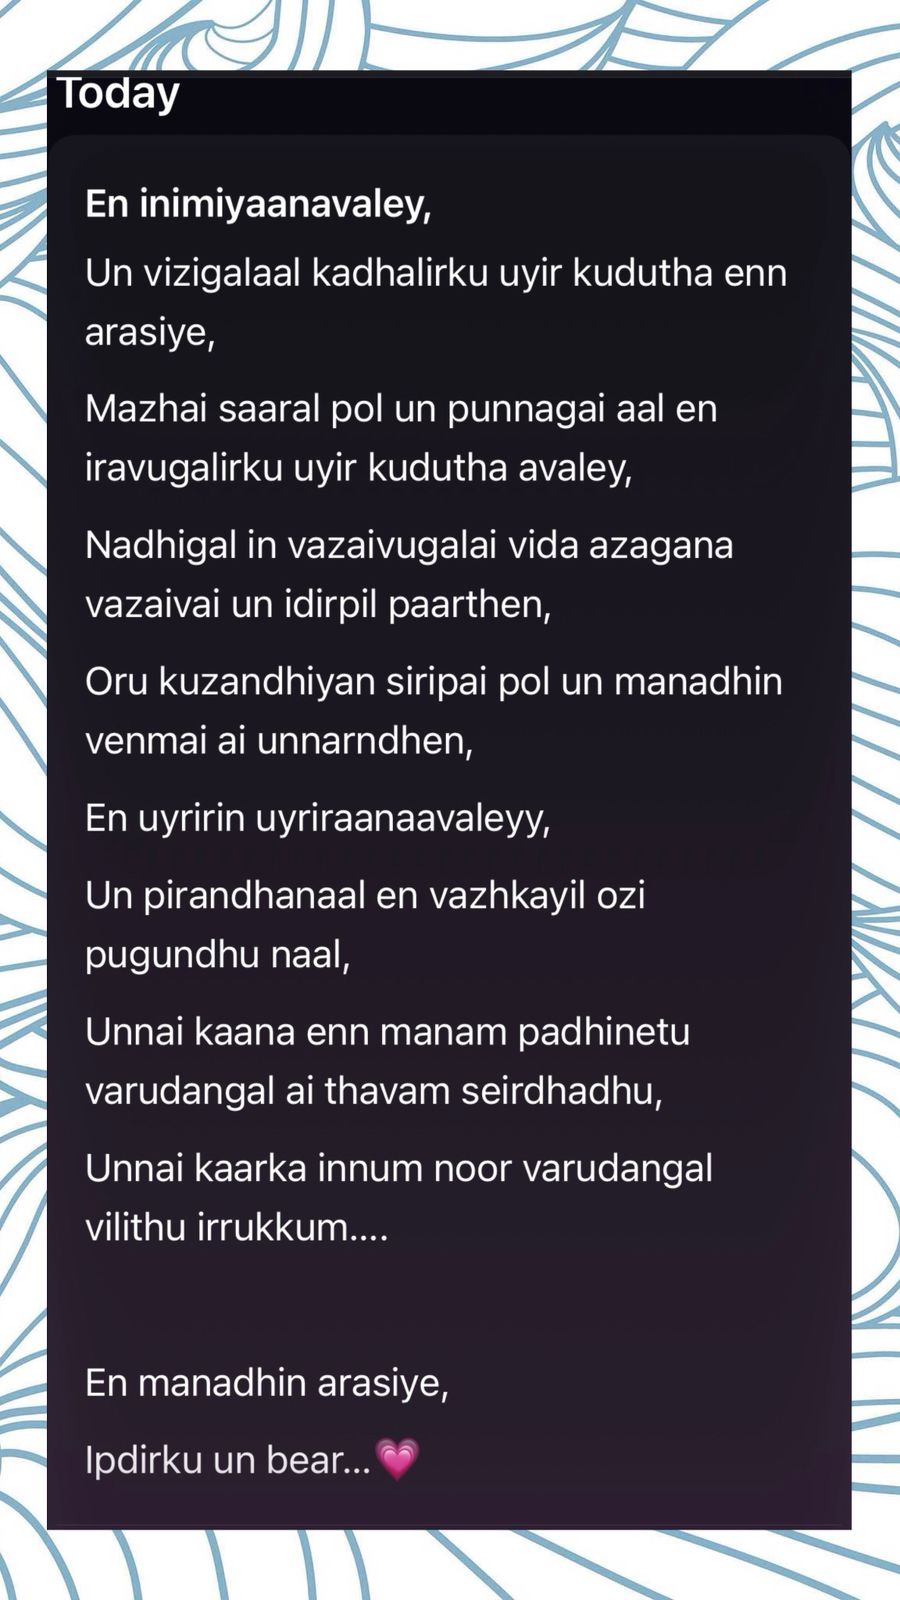 Today
En inimiyaanavaley,
Un vizigalaal kadhalirku uyir kudutha enn
arasiye,
Mazhai saaral pol un punnagai aal en
iravugalirku uyir kudutha avaley,
Nadhigal in vazaivugalai vida azagana
vazaivai un idirpil paarthen,
Oru kuzandhiyan siripai pol un manadhin
venmai ai unnarndhen,
En uyririn uyriraanaavaleyy,
Un pirandhanaal en vazhkayil ozi
pugundhu naal,
Unnai kaana enn manam padhinetu
varudangal ai thavam seirdhadhu,
Unnai kaarka innum noor varudangal
vilithu irrukkum....
En manadhin arasiye,
Ipdirku un bear...💗